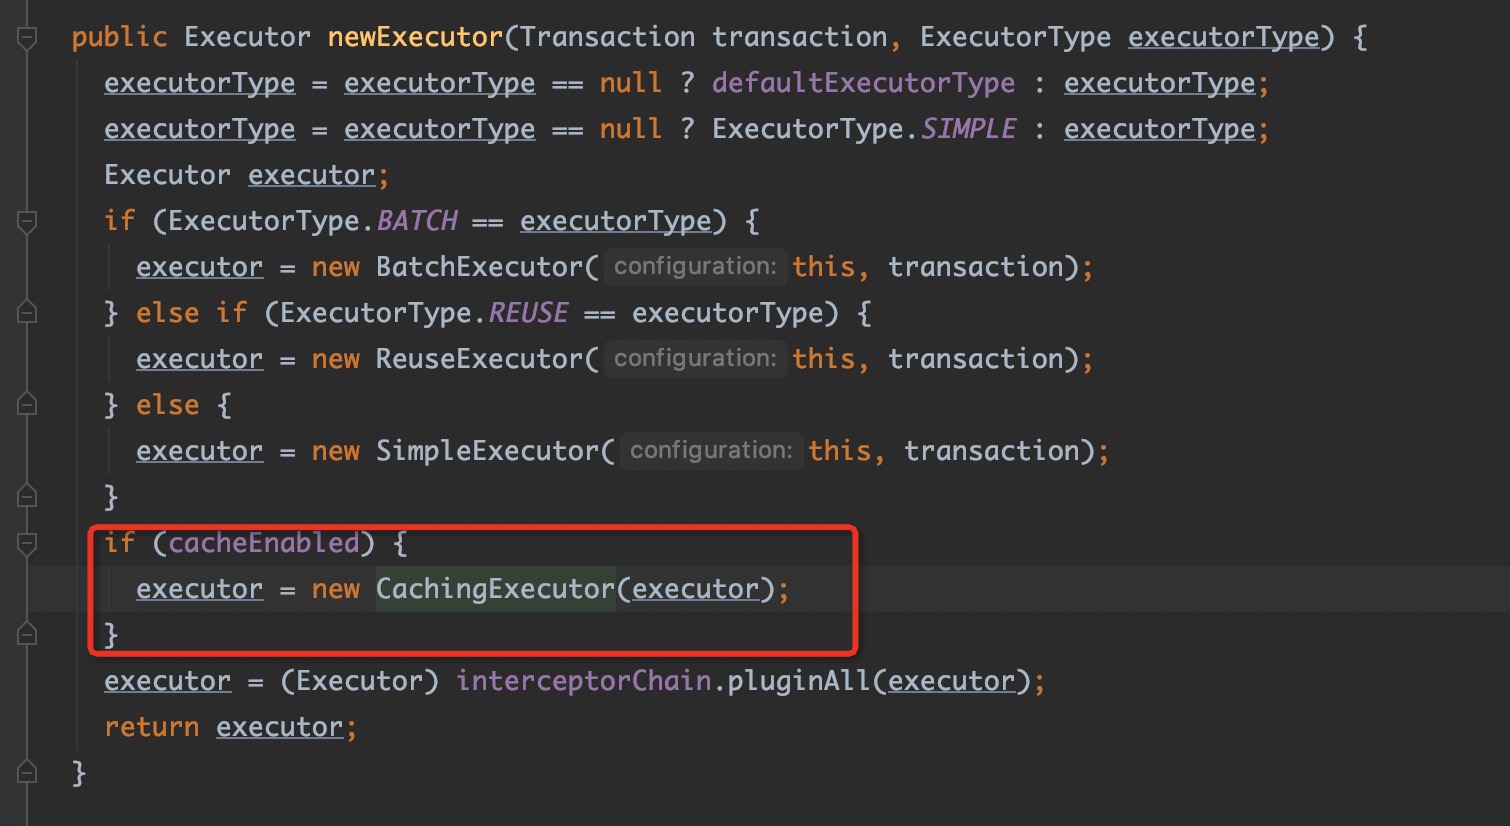 public Executor newExecutor(Transaction transaction, ExecutorType executorType) {
executorType = executorType == null ? defaultExecutorType : executorType;
executorType = executorType == null ? ExecutorType.SIMPLE : executorType;
Executor executor;
if (ExecutorType.BATCH == executorType) {
executor = new BatchExecutor( configuration: this, transaction);
} else if (ExecutorType.REUSE == executorType) {
executor = new ReuseExecutor( configuration: this, transaction);
} else {
executor = new SimpleExecutor( configuration: this, transaction);
}
if (cacheEnabled) {
executor = new CachingExecutor(executor);
}
executor = (Executor) interceptorChain.pluginAll(executor);
return executor;
}